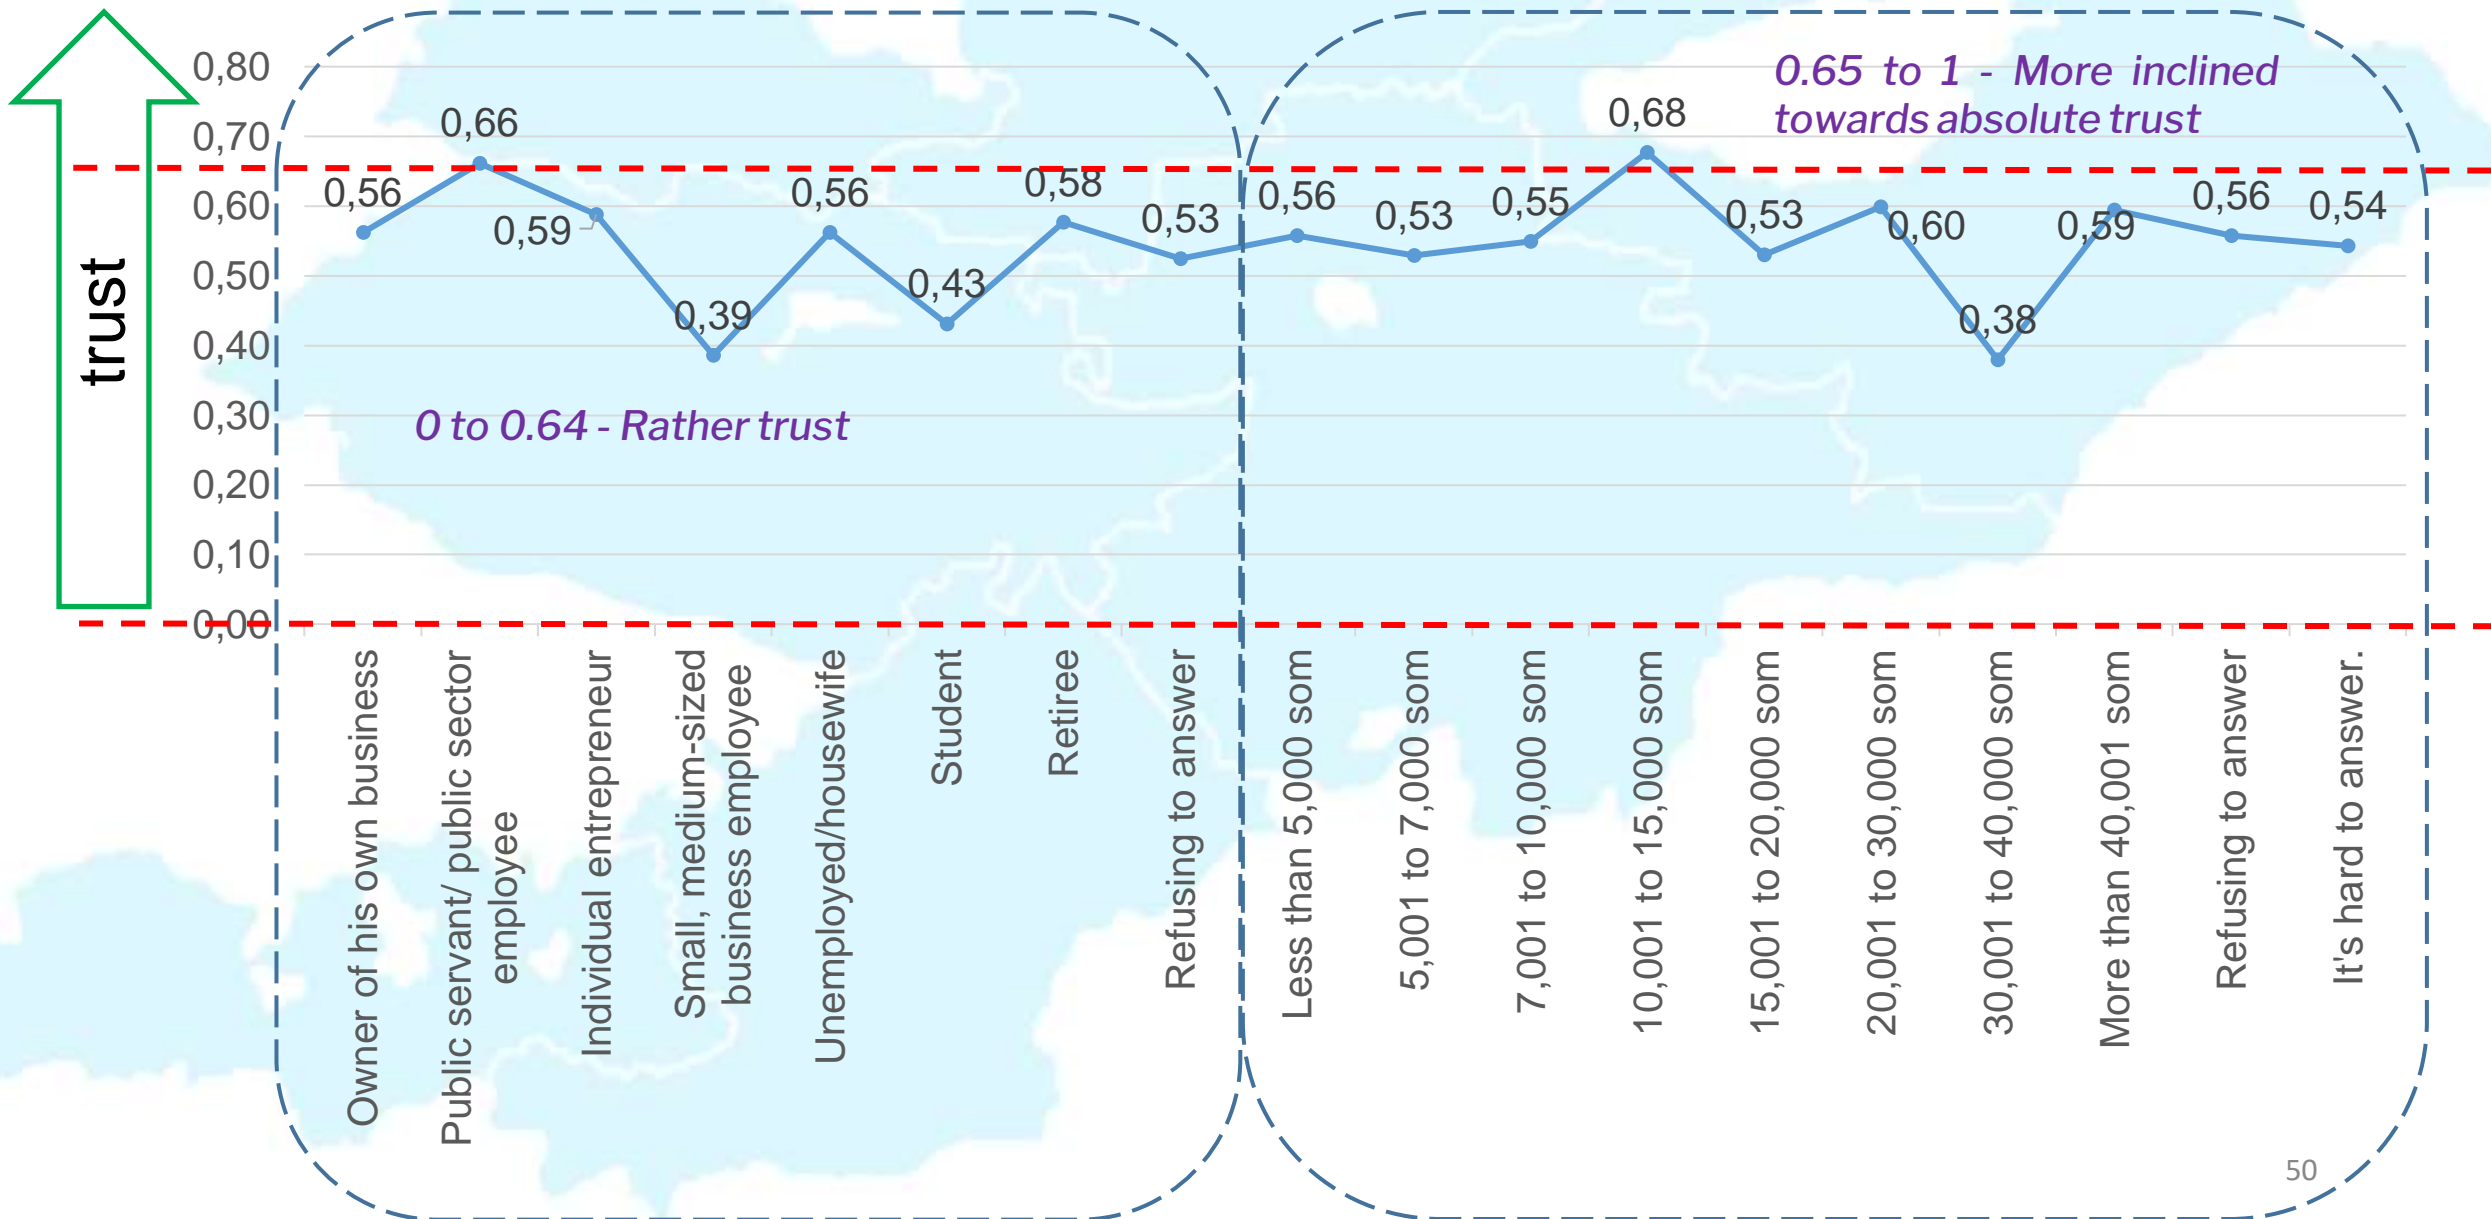 trust
0,80
0,70
0,60
0,50
0,40
0,30
0,20
0,10
0,00
0.65 to 1 - More inclined
towards absolute trust
0 to 0.64 - Rather trust
0,56
0,66
0,59
0,39
0,56
0,43
0,58
0,53
0,56
0,53
0,55
0,68
0,53
0,60
0,38
0,59
0,56
0,54
Owner of his own business
Public servant/ public sector
employee
Individual entrepreneur
Small, medium-sized
business employee
Unemployed/housewife
Student
Retiree
Refusing to answer
Less than 5,000 som
5,001 to 7,000 som
7,001 to 10,000 som
10,001 to 15,000 som
15,001 to 20,000 som
20,001 to 30,000 som
30,001 to 40,000 som
More than 40,001 som
Refusing to answer
It's hard to answer.
50